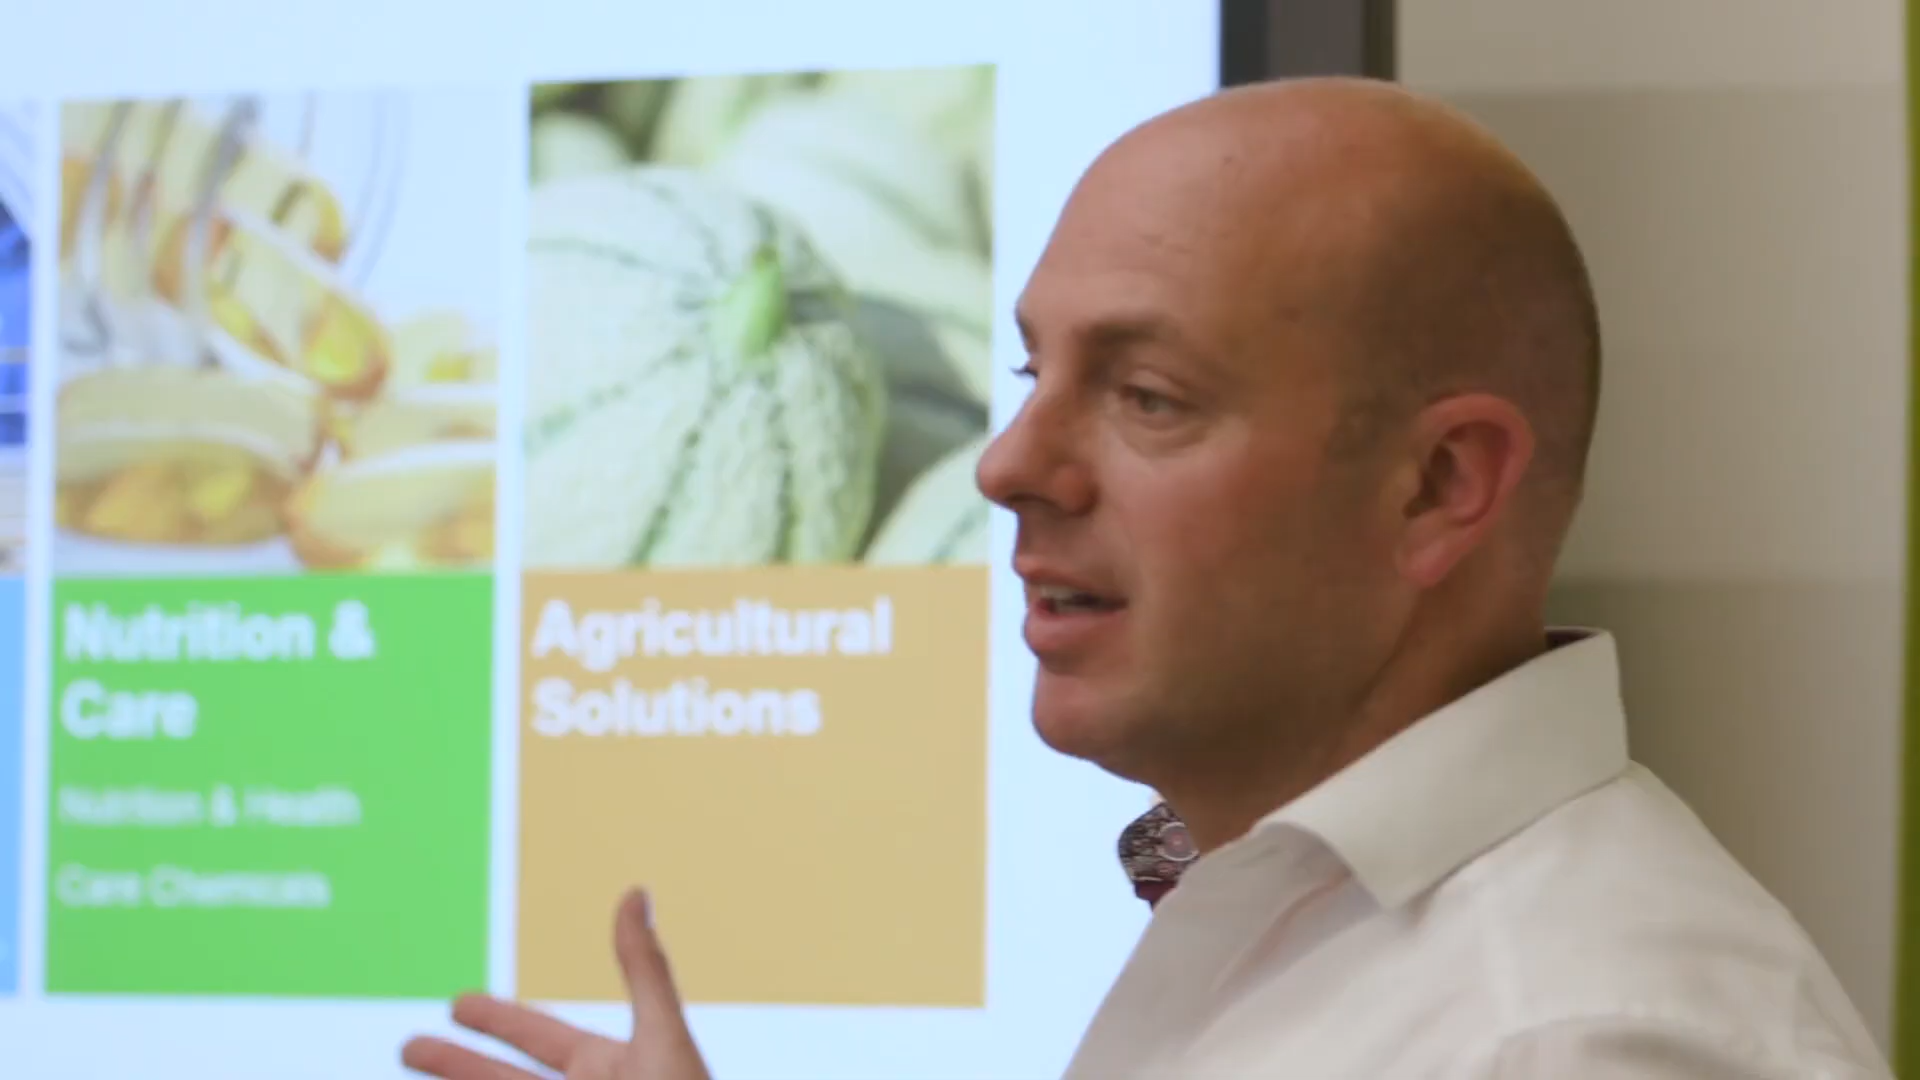 Nutrition &
Care
Nutrition & Health
Care Chemicals
Agricultural
Solutions